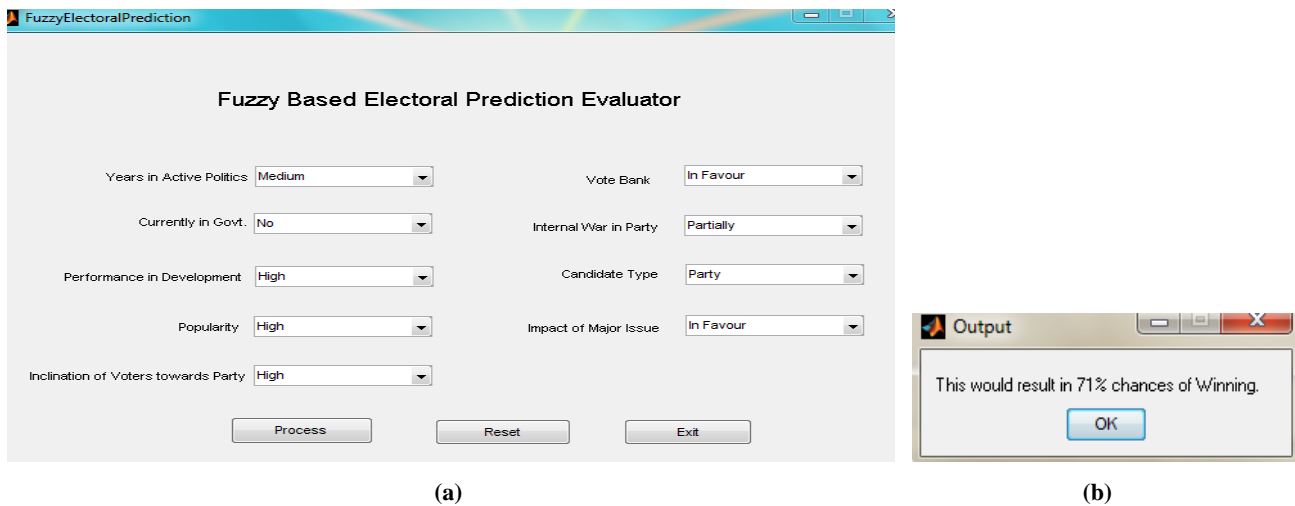 FuzzyElectoralPrediction
Fuzzy Based Electoral Prediction Evaluator
Years in Active Politics Medium
Currently in Govt. No
Performance in Development High
Popularity High
Inclination of Voters towards Party High
Vote Bank In Favour
Internal War in Party Partially
Candidate Type Party
Impact of Major Issue In Favour
Process Reset Exit
(a)
Output
This would result in 71% chances of Winning.
OK
(b)